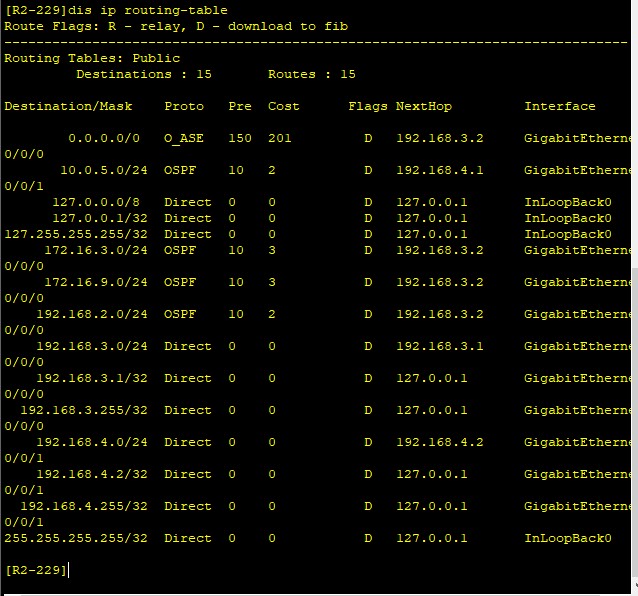 [R2-229]dis ip routing-table
Route Flags: R - relay, D - download to fib
------------------------------------------------------------------------------
Routing Tables: Public
         Destinations : 15       Routes : 15

Destination/Mask    Proto   Pre  Cost      Flags NextHop         Interface

        0.0.0.0/0   O_ASE   150  201         D   192.168.3.2     GigabitEtherne
0/0/0
       10.0.5.0/24  OSPF    10   2           D   192.168.4.1     GigabitEtherne
0/0/1
      127.0.0.0/8   Direct  0    0           D   127.0.0.1       InLoopBack0
      127.0.0.1/32  Direct  0    0           D   127.0.0.1       InLoopBack0
127.255.255.255/32  Direct  0    0           D   127.0.0.1       InLoopBack0
     172.16.3.0/24  OSPF    10   3           D   192.168.3.2     GigabitEtherne
0/0/0
     172.16.9.0/24  OSPF    10   3           D   192.168.3.2     GigabitEtherne
0/0/0
    192.168.2.0/24  OSPF    10   2           D   192.168.3.2     GigabitEtherne
0/0/0
    192.168.3.0/24  Direct  0    0           D   192.168.3.1     GigabitEtherne
0/0/0
    192.168.3.1/32  Direct  0    0           D   127.0.0.1       GigabitEtherne
0/0/0
  192.168.3.255/32  Direct  0    0           D   127.0.0.1       GigabitEtherne
0/0/0
    192.168.4.0/24  Direct  0    0           D   192.168.4.2     GigabitEtherne
0/0/1
    192.168.4.2/32  Direct  0    0           D   127.0.0.1       GigabitEtherne
0/0/1
  192.168.4.255/32  Direct  0    0           D   127.0.0.1       GigabitEtherne
0/0/1
255.255.255.255/32  Direct  0    0           D   127.0.0.1       InLoopBack0

[R2-229]